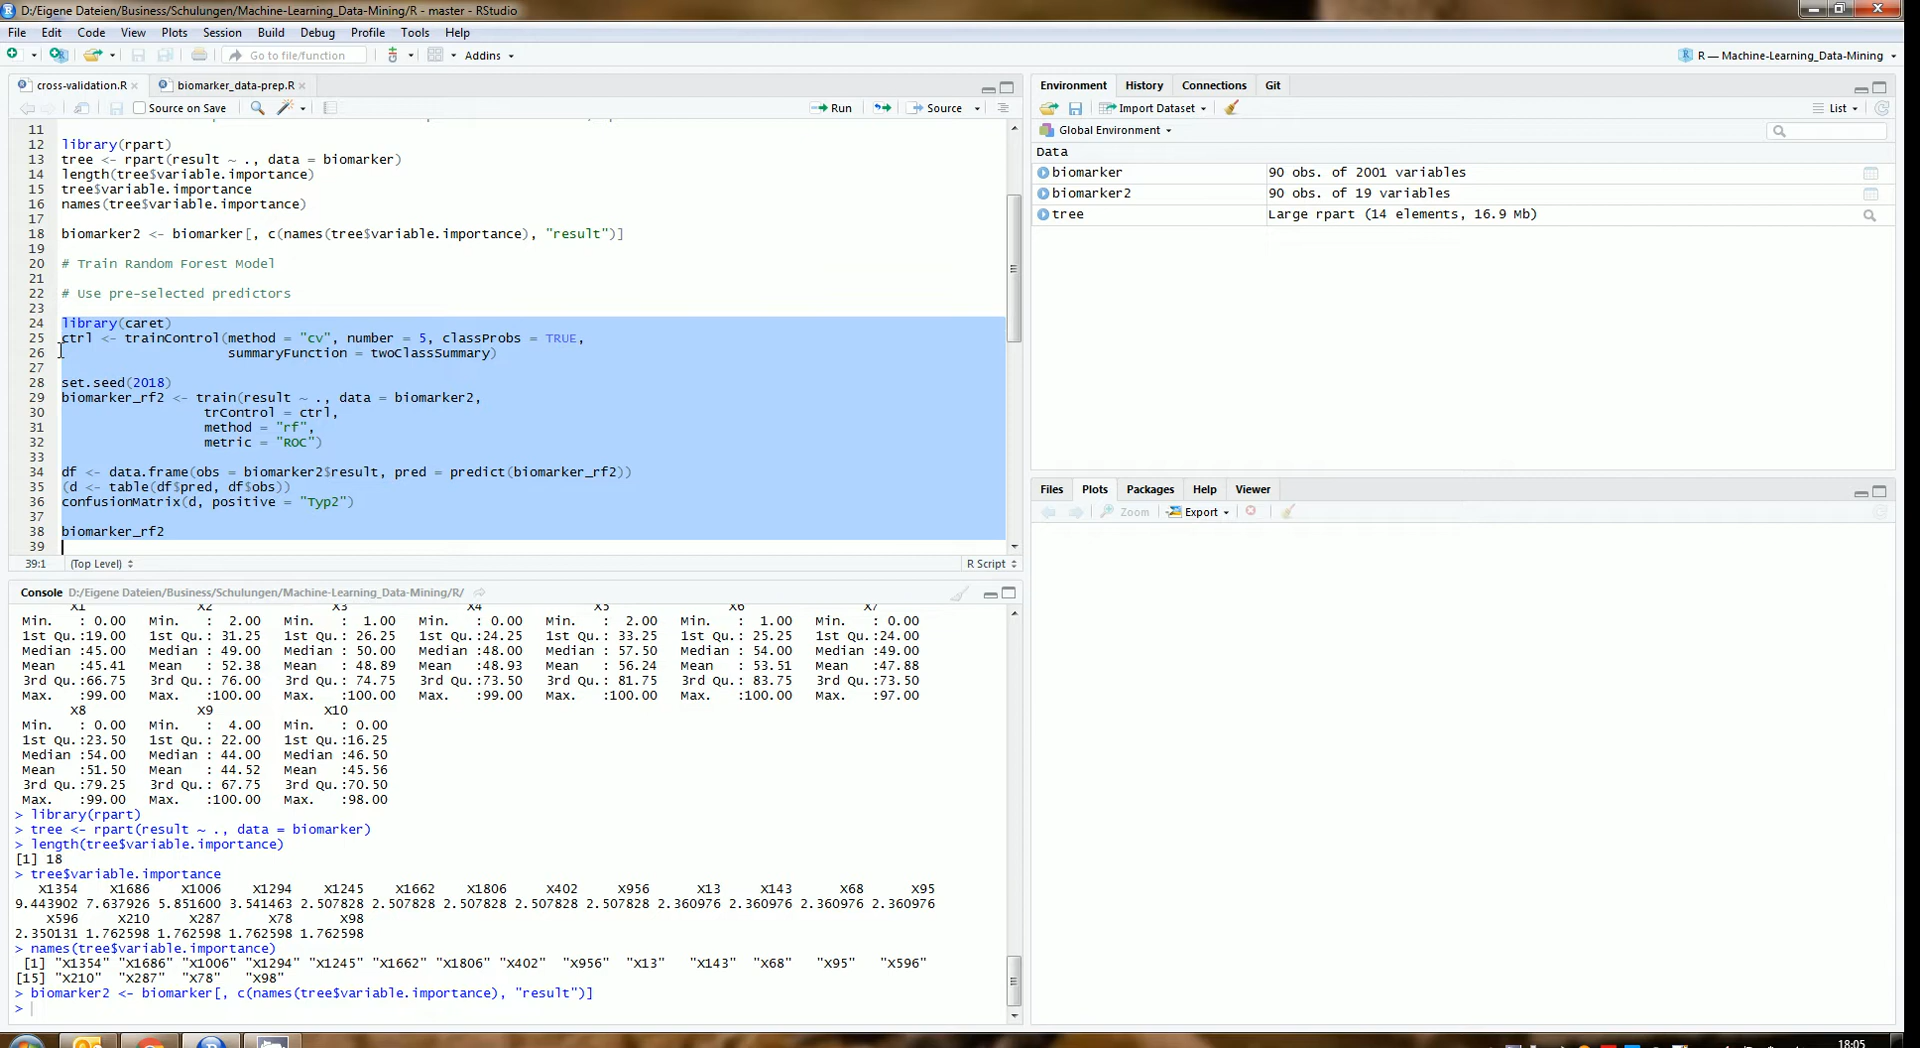 D:/Eigene Dateien/Business/Schulungen/Machine-Learning_Data-Mining/R - master - RStudio
File Edit Code View Plots Session Build Debug Profile Tools Help
Go to file/function Addins
R — Machine-Learning_Data-Mining
cross-validation.R biomarker_data-prep.R
Source on Save Run Source
11
12 library(rpart)
13 tree <- rpart(result ~ ., data = biomarker)
14 length(tree$variable.importance)
15 tree$variable.importance
16 names(tree$variable.importance)
17
18 biomarker2 <- biomarker[, c(names(tree$variable.importance), "result")]
19
20 # Train Random Forest Model
21
22 # Use pre-selected predictors
23
24 library(caret)
25 ctrl <- trainControl(method = "cv", number = 5, classProbs = TRUE,
26 summaryFunction = twoClassSummary)
27
28 set.seed(2018)
29 biomarker_rf2 <- train(result ~ ., data = biomarker2,
30 trControl = ctrl,
31 method = "rf",
32 metric = "ROC")
33
34 df <- data.frame(obs = biomarker2$result, pred = predict(biomarker_rf2))
35 (d <- table(df$pred, df$obs))
36 confusionMatrix(d, positive = "Typ2")
37
38 biomarker_rf2
39
39:1 (Top Level) R Script
Console D:/Eigene Dateien/Business/Schulungen/Machine-Learning_Data-Mining/R/
X1 X2 X3 X4 X5 X6 X7
Min. : 0.00 Min. : 2.00 Min. : 1.00 Min. : 0.00 Min. : 2.00 Min. : 1.00 Min. : 0.00
1st Qu.:19.00 1st Qu.: 31.25 1st Qu.: 26.25 1st Qu.:24.25 1st Qu.: 33.25 1st Qu.: 25.25 1st Qu.:24.00
Median :45.00 Median : 49.00 Median : 50.00 Median :48.00 Median : 57.50 Median : 54.00 Median :49.00
Mean :45.41 Mean : 52.38 Mean : 48.89 Mean :48.93 Mean : 56.24 Mean : 53.51 Mean :47.88
3rd Qu.:66.75 3rd Qu.: 76.00 3rd Qu.: 74.75 3rd Qu.:73.50 3rd Qu.: 81.75 3rd Qu.: 83.75 3rd Qu.:73.50
Max. :99.00 Max. :100.00 Max. :100.00 Max. :99.00 Max. :100.00 Max. :100.00 Max. :97.00
X8 X9 X10
Min. : 0.00 Min. : 4.00 Min. : 0.00
1st Qu.:23.50 1st Qu.: 22.00 1st Qu.:16.25
Median :54.00 Median : 44.00 Median :46.50
Mean :51.50 Mean : 44.52 Mean :45.56
3rd Qu.:79.25 3rd Qu.: 67.75 3rd Qu.:70.50
Max. :99.00 Max. :100.00 Max. :98.00
> library(rpart)
> tree <- rpart(result ~ ., data = biomarker)
> length(tree$variable.importance)
[1] 18
> tree$variable.importance
X1354 X1686 X1006 X1294 X1245 X1662 X1806 X402 X956 X13 X143 X68 X95
9.443902 7.637926 5.851600 3.541463 2.507828 2.507828 2.507828 2.507828 2.507828 2.360976 2.360976 2.360976 2.360976
X596 X210 X287 X78 X98
2.350131 1.762598 1.762598 1.762598 1.762598
> names(tree$variable.importance)
[1] "X1354" "X1686" "X1006" "X1294" "X1245" "X1662" "X1806" "X402" "X956" "X13" "X143" "X68" "X95" "X596"
[15] "X210" "X287" "X78" "X98"
> biomarker2 <- biomarker[, c(names(tree$variable.importance), "result")]
>
Environment History Connections Git
Import Dataset List
Global Environment
Data
biomarker 90 obs. of 2001 variables
biomarker2 90 obs. of 19 variables
tree Large rpart (14 elements, 16.9 Mb)
Files Plots Packages Help Viewer
Zoom Export
18:05